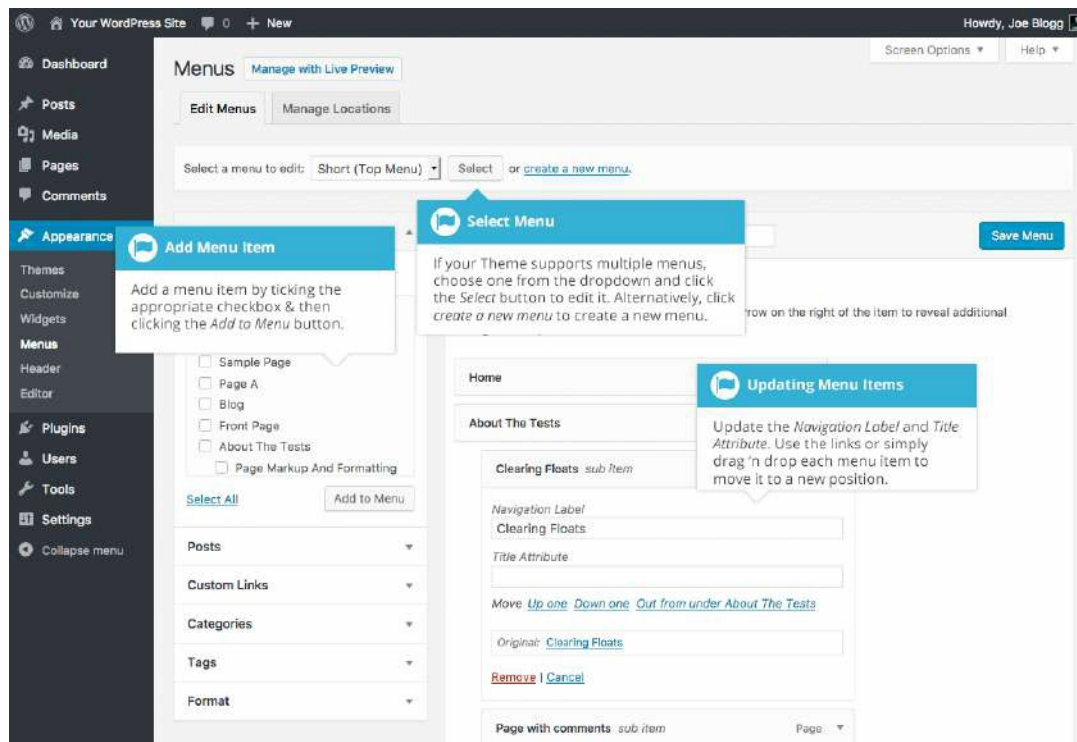 Your WordPress Site 0 + New Howdy, Joe Blogg
Screen Options Help
Dashboard
Posts
Media
Pages
Comments
Appearance
Themes
Customize
Widgets
Menus
Header
Editor
Plugins
Users
Tools
Settings
Collapse menu
Menus Manage with Live Preview
Edit Menus Manage Locations
Select a menu to edit: Short (Top Menu) Select or create a new menu.
Save Menu
Add Menu Item
Add a menu item by ticking the
appropriate checkbox & then
clicking the Add to Menu button.
Select Menu
If your Theme supports multiple menus,
choose one from the dropdown and click
the Select button to edit it. Alternatively, click
create a new menu to create a new menu.
on the right of the item to reveal additional
Sample Page
Page A
Blog
Front Page
About The Tests
Page Markup And Formatting
Select All Add to Menu
Posts
Custom Links
Categories
Tags
Format
Home
About The Tests
Updating Menu Items
Update the Navigation Label and Title
Attribute. Use the links or simply
drag 'n drop each menu item to
move it to a new position.
Clearing Floats sub item
Navigation Label
Clearing Floats
Title Attribute
Move Up one Down one Out from under About The Tests
Original: Clearing Floats
Remove | Cancel
Page with comments sub item Page